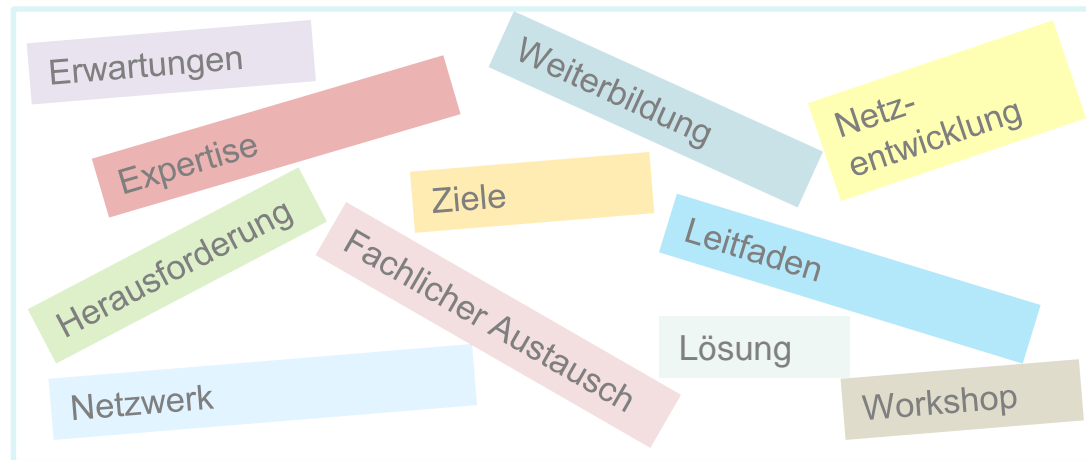 Erwartungen
Expertise
Weiterbildung
Netz-
entwicklung
Ziele
Herausforderung
Fachlicher Austausch
Leitfaden
Lösung
Netzwerk
Workshop